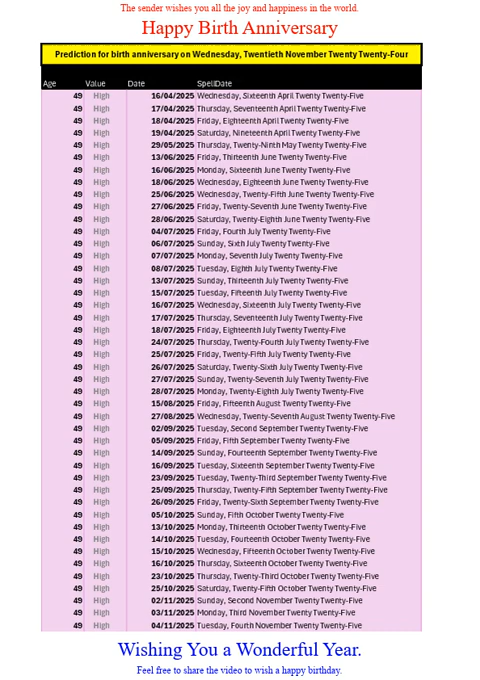 The sender wishes you all the joy and happiness in the world.
Happy Birth Anniversary
Prediction for birth anniversary on Wednesday, Twentieth November Twenty Twenty-Four
Age Value Date SpellDate
49 High 16/04/2025 Wednesday, Sixteenth April Twenty Twenty-Five
49 High 17/04/2025 Thursday, Seventeenth April Twenty Twenty-Five
49 High 18/04/2025 Friday, Eighteenth April Twenty Twenty-Five
49 High 19/04/2025 Saturday, Nineteenth April Twenty Twenty-Five
49 High 29/05/2025 Thursday, Twenty-Ninth May Twenty Twenty-Five
49 High 13/06/2025 Friday, Thirteenth June Twenty Twenty-Five
49 High 16/06/2025 Monday, Sixteenth June Twenty Twenty-Five
49 High 18/06/2025 Wednesday, Eighteenth June Twenty Twenty-Five
49 High 25/06/2025 Wednesday, Twenty-Fifth June Twenty Twenty-Five
49 High 27/06/2025 Friday, Twenty-Seventh June Twenty Twenty-Five
49 High 28/06/2025 Saturday, Twenty-Eighth June Twenty Twenty-Five
49 High 04/07/2025 Friday, Fourth July Twenty Twenty-Five
49 High 06/07/2025 Sunday, Sixth July Twenty Twenty-Five
49 High 07/07/2025 Monday, Seventh July Twenty Twenty-Five
49 High 08/07/2025 Tuesday, Eighth July Twenty Twenty-Five
49 High 13/07/2025 Sunday, Thirteenth July Twenty Twenty-Five
49 High 15/07/2025 Tuesday, Fifteenth July Twenty Twenty-Five
49 High 16/07/2025 Wednesday, Sixteenth July Twenty Twenty-Five
49 High 17/07/2025 Thursday, Seventeenth July Twenty Twenty-Five
49 High 18/07/2025 Friday, Eighteenth July Twenty Twenty-Five
49 High 24/07/2025 Thursday, Twenty-Fourth July Twenty Twenty-Five
49 High 25/07/2025 Friday, Twenty-Fifth July Twenty Twenty-Five
49 High 26/07/2025 Saturday, Twenty-Sixth July Twenty Twenty-Five
49 High 27/07/2025 Sunday, Twenty-Seventh July Twenty Twenty-Five
49 High 28/07/2025 Monday, Twenty-Eighth July Twenty Twenty-Five
49 High 15/08/2025 Friday, Fifteenth August Twenty Twenty-Five
49 High 27/08/2025 Wednesday, Twenty-Seventh August Twenty Twenty-Five
49 High 02/09/2025 Tuesday, Second September Twenty Twenty-Five
49 High 05/09/2025 Friday, Fifth September Twenty Twenty-Five
49 High 14/09/2025 Sunday, Fourteenth September Twenty Twenty-Five
49 High 16/09/2025 Tuesday, Sixteenth September Twenty Twenty-Five
49 High 23/09/2025 Tuesday, Twenty-Third September Twenty Twenty-Five
49 High 25/09/2025 Thursday, Twenty-Fifth September Twenty Twenty-Five
49 High 26/09/2025 Friday, Twenty-Sixth September Twenty Twenty-Five
49 High 05/10/2025 Sunday, Fifth October Twenty Twenty-Five
49 High 13/10/2025 Monday, Thirteenth October Twenty Twenty-Five
49 High 14/10/2025 Tuesday, Fourteenth October Twenty Twenty-Five
49 High 15/10/2025 Wednesday, Fifteenth October Twenty Twenty-Five
49 High 16/10/2025 Thursday, Sixteenth October Twenty Twenty-Five
49 High 23/10/2025 Thursday, Twenty-Third October Twenty Twenty-Five
49 High 25/10/2025 Saturday, Twenty-Fifth October Twenty Twenty-Five
49 High 02/11/2025 Sunday, Second November Twenty Twenty-Five
49 High 03/11/2025 Monday, Third November Twenty Twenty-Five
49 High 04/11/2025 Tuesday, Fourth November Twenty Twenty-Five
Wishing You a Wonderful Year.
Feel free to share the video to wish a happy birthday.